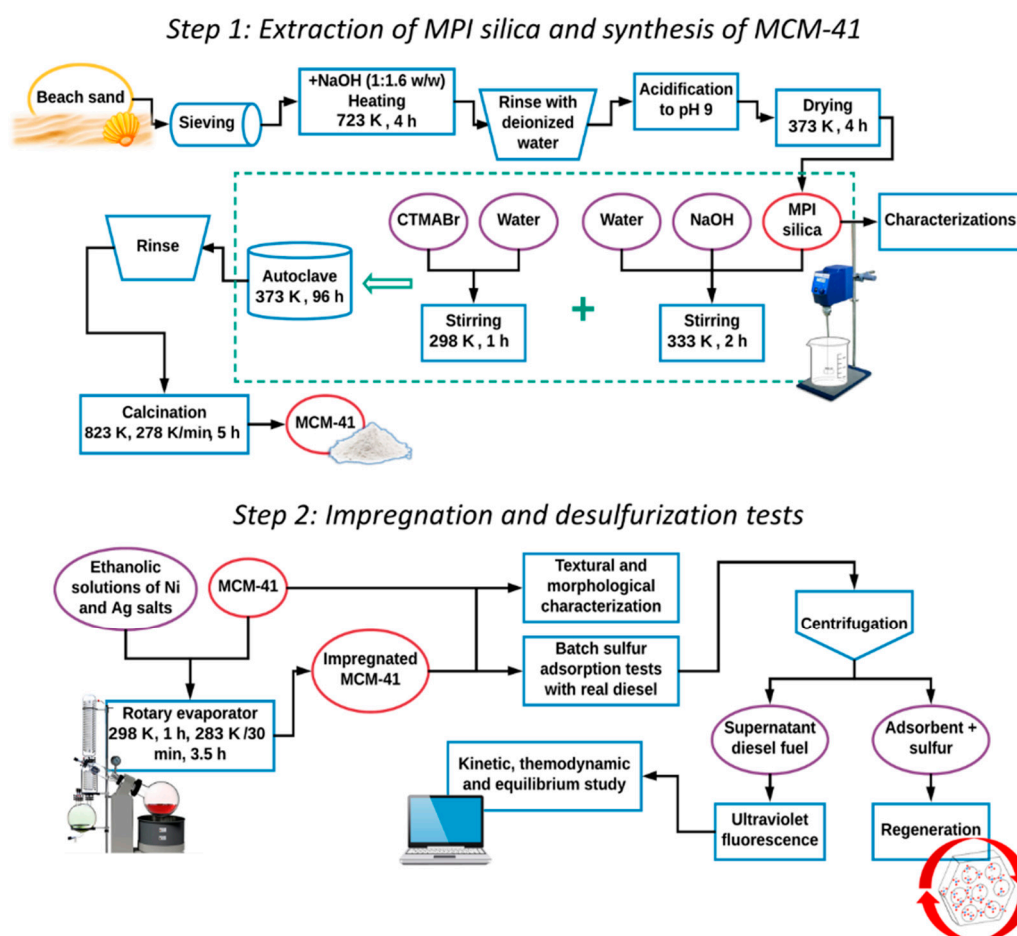 Step 1: Extraction of MPI silica and synthesis of MCM-41
Beach sand
Sieving
+NaOH (1:1.6 w/w)
Heating
723 K, 4 h
Rinse with
deionized
water
Acidification
to pH 9
Drying
373 K, 4 h
CTMABr
Water
Water
NaOH
MPI
silica
Characterizations
Rinse
Autoclave
373 K, 96 h
Stirring
298 K, 1 h
+
Stirring
333 K, 2 h
Calcination
823 K, 278 K/min, 5 h
MCM-41
Step 2: Impregnation and desulfurization tests
Ethanolic
solutions of Ni
and Ag salts
MCM-41
Textural and
morphological
characterization
Centrifugation
Impregnated
MCM-41
Batch sulfur
adsorption tests
with real diesel
Rotary evaporator
298 K, 1 h, 283 K/30
min, 3.5 h
Supernatant
diesel fuel
Adsorbent +
sulfur
Kinetic, themodynamic
and equilibrium study
Ultraviolet
fluorescence
Regeneration